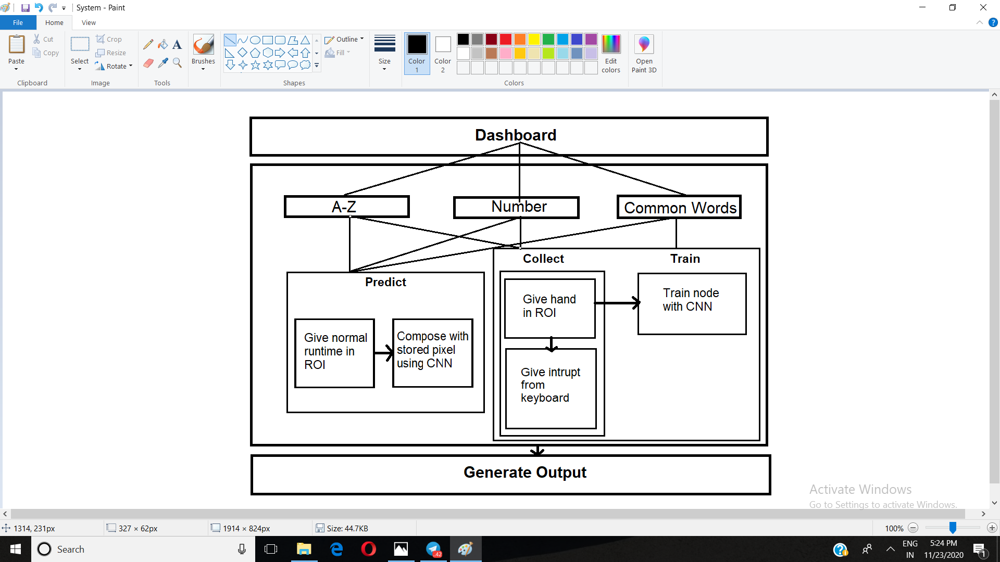 System - Paint
File
Home
View
Paste
Cut
Copy
Clipboard
Select
Crop
Resize
Rotate
Image
A
Tools
Brushes
Shapes
Outline
Fill
Size
Color
1
Color
2
Edit
colors
Colors
Open
Paint 3D
Dashboard
A-Z
Number
Common Words
Predict
Give normal
runtime in
ROI
Compose with
stored pixel
using CNN
Collect
Train
Give hand
in ROI
Train node
with CNN
Give intrupt
from
keyboard
Generate Output
Activate Windows
Go to Settings to activate Windows.
1314, 231px
327 × 62px
1914 × 824px
Size: 44.7KB
100%
Search
42
ENG
IN
5:24 PM
11/23/2020
1